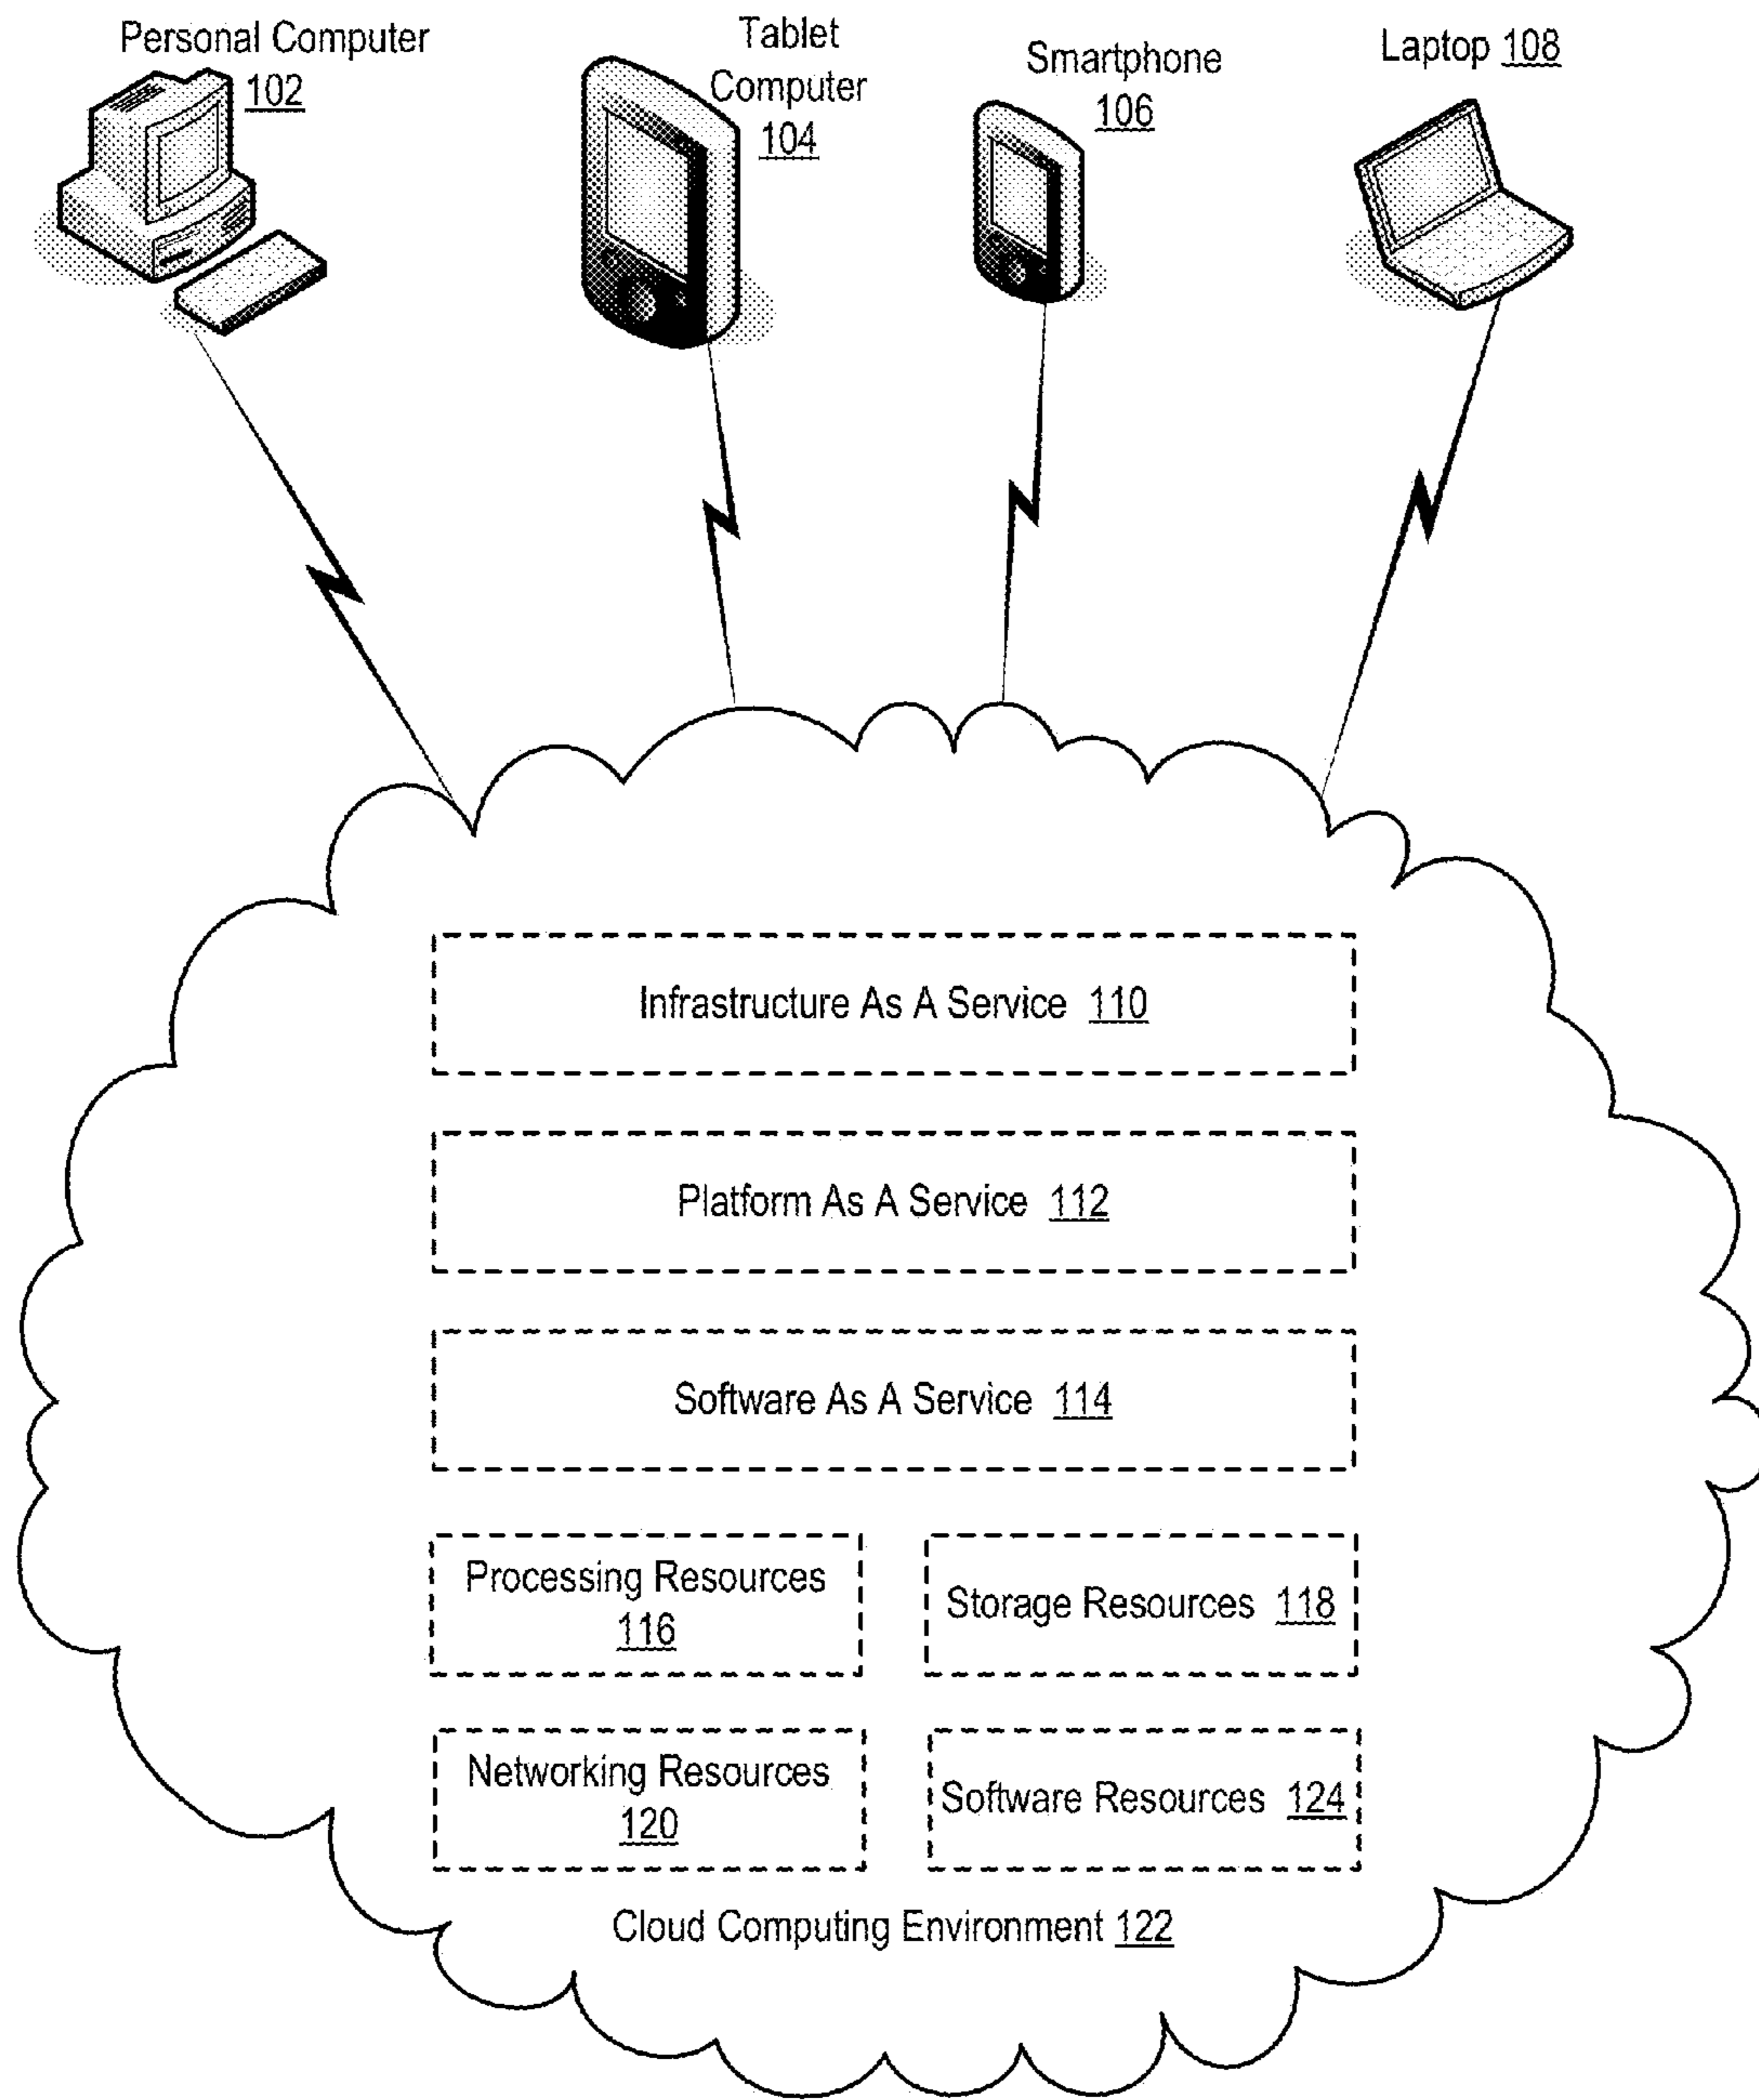 Personal Computer
102
Tablet
Computer
104
Smartphone
106
Laptop 108
Infrastructure As A Service 110
Platform As A Service 112
Software As A Service 114
Processing Resources
116
Storage Resources 118
Networking Resources
120
Software Resources 124
Cloud Computing Environment 122